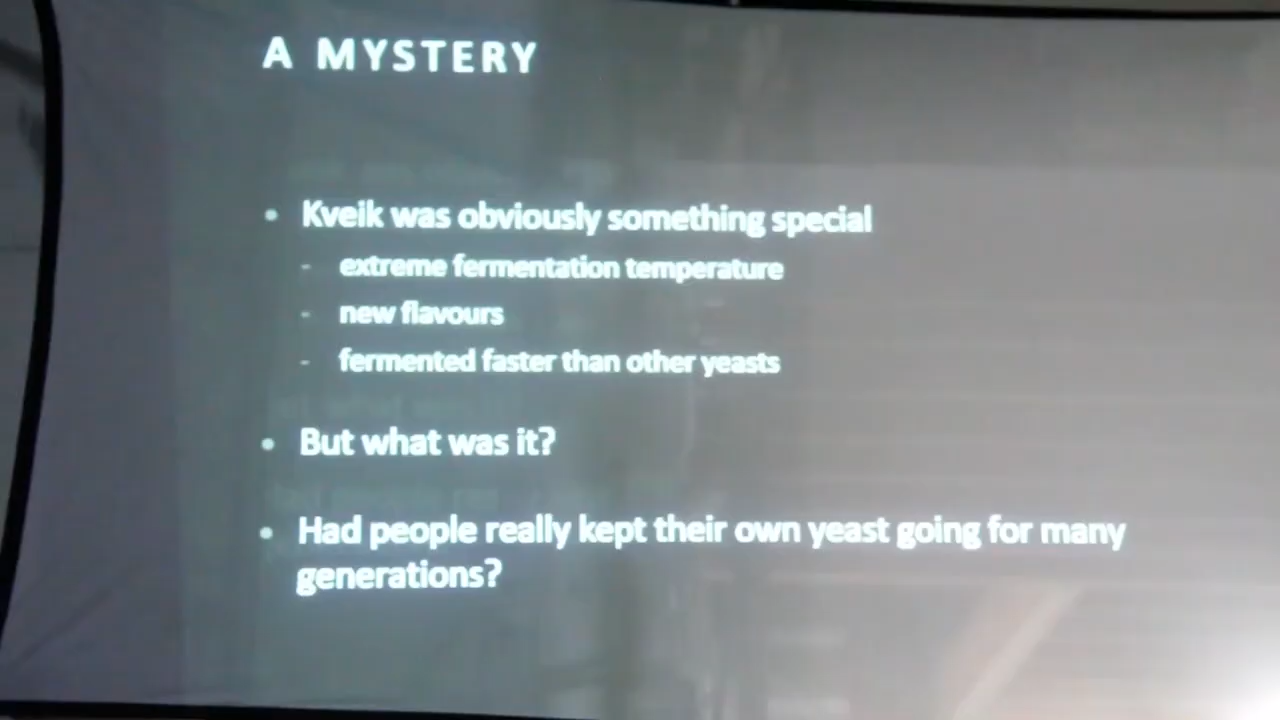 A MYSTERY
• Kveik was obviously something special
- extreme fermentation temperature
- new flavours
- fermented faster than other yeasts
• But what was it?
• Had people really kept their own yeast going for many
generations?